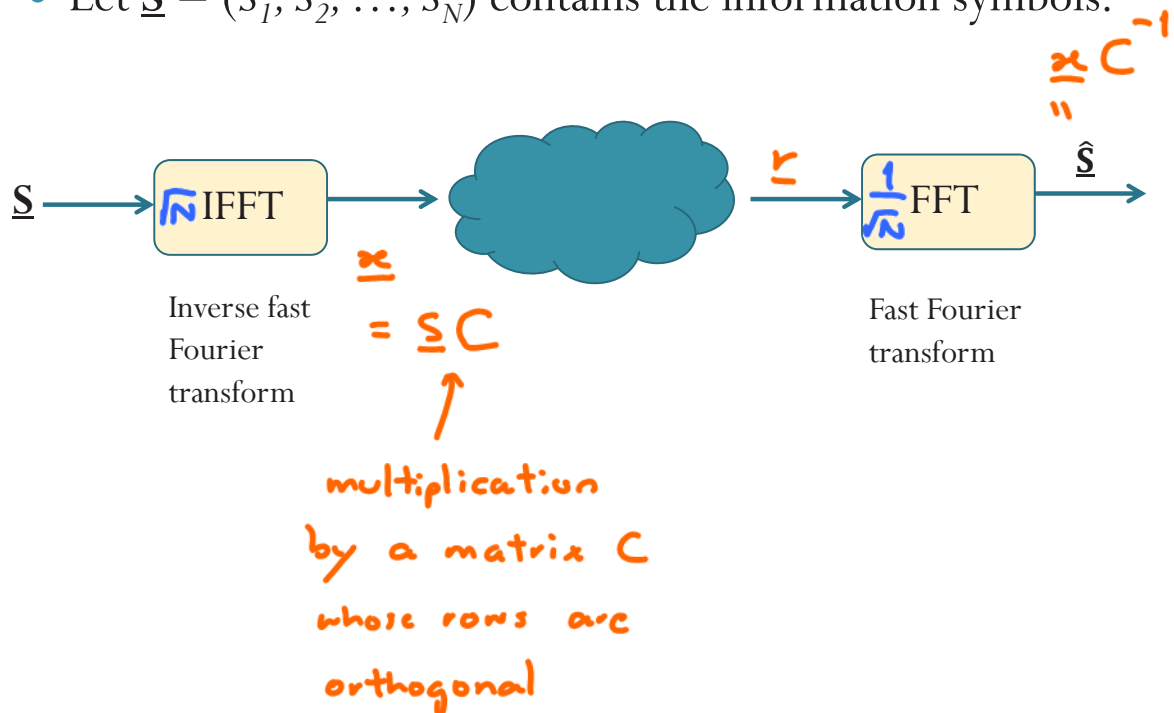 • Let S = (S1, S2, …, SN) contains the information symbols.
x C⁻¹
"
S
√N IFFT
r
1/√N FFT
ŝ
x
= s C
Inverse fast
Fourier
transform
Fast Fourier
transform
multiplication
by a matrix C
whose rows are
orthogonal